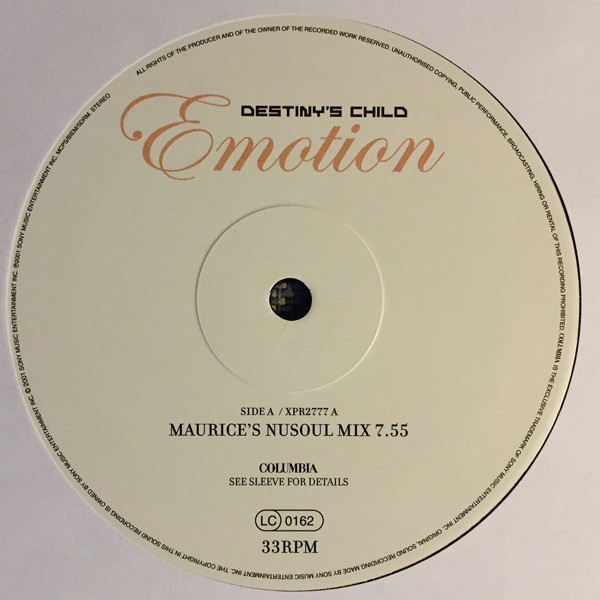 ALL RIGHTS OF THE PRODUCER AND OF THE OWNER OF THE RECORDED WORK RESERVED. UNAUTHORISED COPYING, PUBLIC PERFORMANCE, BROADCASTING, HIRING OR RENTAL OF THIS RECORDING PROHIBITED. COLUMBIA IS THE EXCLUSIVE TRADEMARK OF SONY MUSIC ENTERTAINMENT INC. ORIGINAL SOUND RECORDING MADE BY SONY MUSIC ENTERTAINMENT INC. THE COPYRIGHT IN THIS SOUND RECORDING IS OWNED BY SONY MUSIC ENTERTAINMENT INC. © 2001 SONY MUSIC ENTERTAINMENT INC. ℗2001 SONY MUSIC ENTERTAINMENT INC. MCPS/BIEM/SDRM. STEREO
DESTINY'S CHILD
Emotion
SIDE A / XPR2777 A
MAURICE'S NUSOUL MIX 7.55
COLUMBIA
SEE SLEEVE FOR DETAILS
LC 0162
33RPM